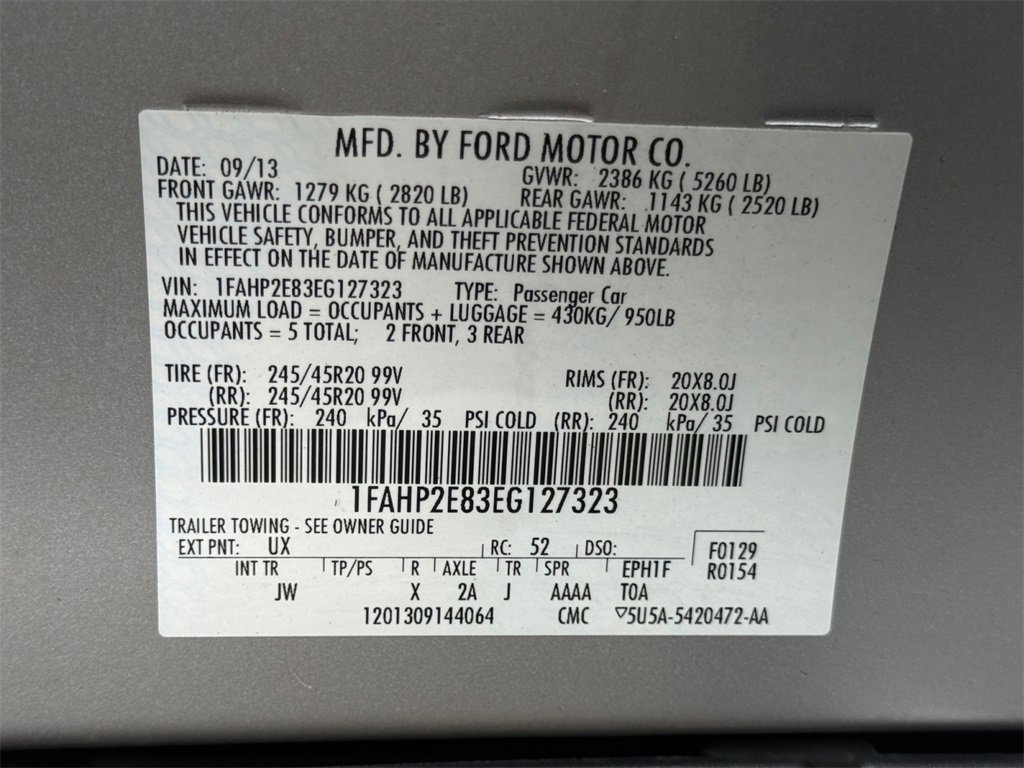 MFD. BY FORD MOTOR CO.
DATE: 09/13 GVWR: 2386 KG ( 5260 LB)
FRONT GAWR: 1279 KG ( 2820 LB) REAR GAWR: 1143 KG ( 2520 LB)
THIS VEHICLE CONFORMS TO ALL APPLICABLE FEDERAL MOTOR
VEHICLE SAFETY, BUMPER, AND THEFT PREVENTION STANDARDS
IN EFFECT ON THE DATE OF MANUFACTURE SHOWN ABOVE.
VIN: 1FAHP2E83EG127323 TYPE: Passenger Car
MAXIMUM LOAD = OCCUPANTS + LUGGAGE = 430KG/ 950LB
OCCUPANTS = 5 TOTAL; 2 FRONT, 3 REAR
TIRE (FR): 245/45R20 99V RIMS (FR): 20X8.0J
(RR): 245/45R20 99V (RR): 20X8.0J
PRESSURE (FR): 240 kPa/ 35 PSI COLD (RR): 240 kPa/ 35 PSI COLD
1FAHP2E83EG127323
TRAILER TOWING - SEE OWNER GUIDE
EXT PNT: UX RC: 52 DSO: F0129
INT TR TP/PS R AXLE TR SPR EPH1F R0154
JW X 2A J AAAA T0A
1201309144064 CMC ▽5U5A-5420472-AA